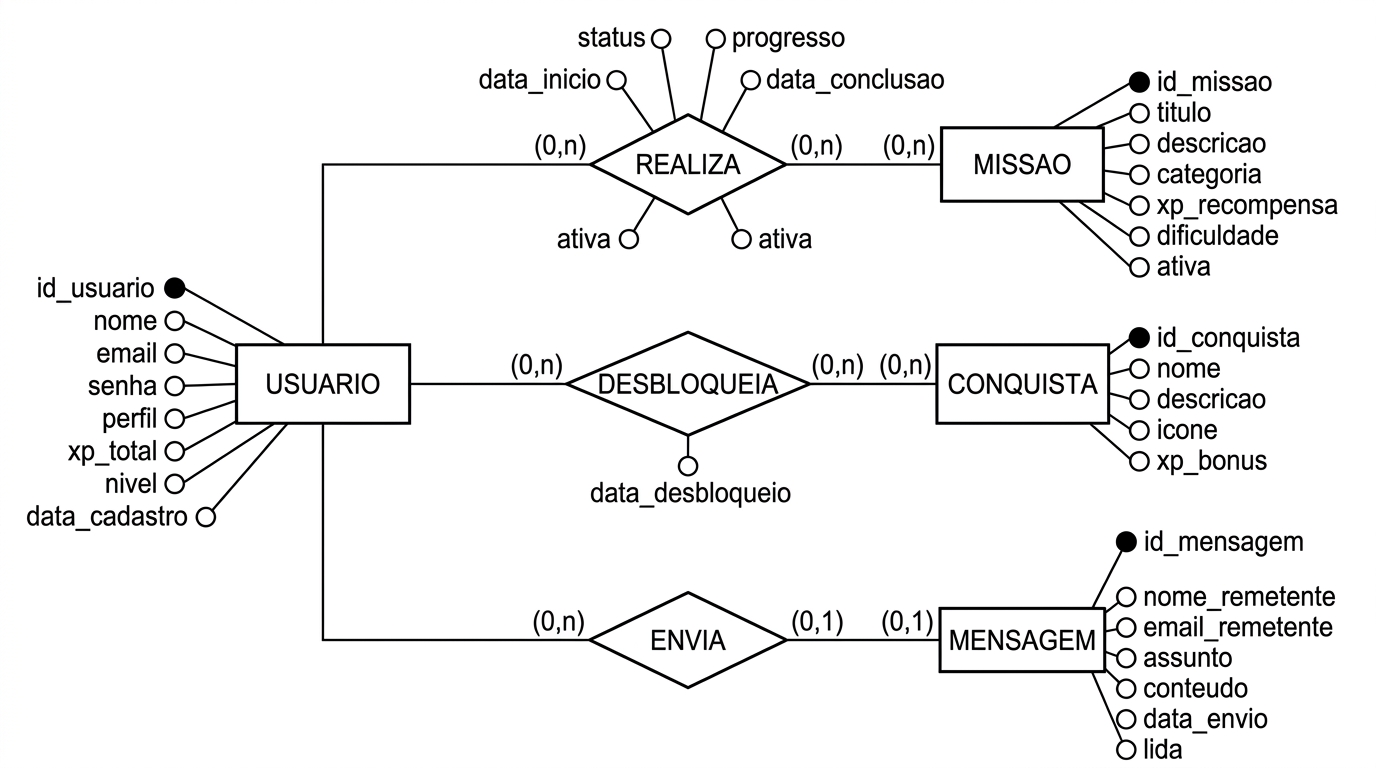 status
progresso
data_inicio
data_conclusao
(0,n)
REALIZA
(0,n)
(0,n)
MISSAO
ativa
ativa
id_missao
titulo
descricao
categoria
xp_recompensa
dificuldade
ativa
id_usuario
nome
email
senha
perfil
xp_total
nivel
data_cadastro
USUARIO
(0,n)
DESBLOQUEIA
(0,n)
(0,n)
CONQUISTA
data_desbloqueio
id_conquista
nome
descricao
icone
xp_bonus
(0,n)
ENVIA
(0,1)
(0,1)
MENSAGEM
id_mensagem
nome_remetente
email_remetente
assunto
conteudo
data_envio
lida